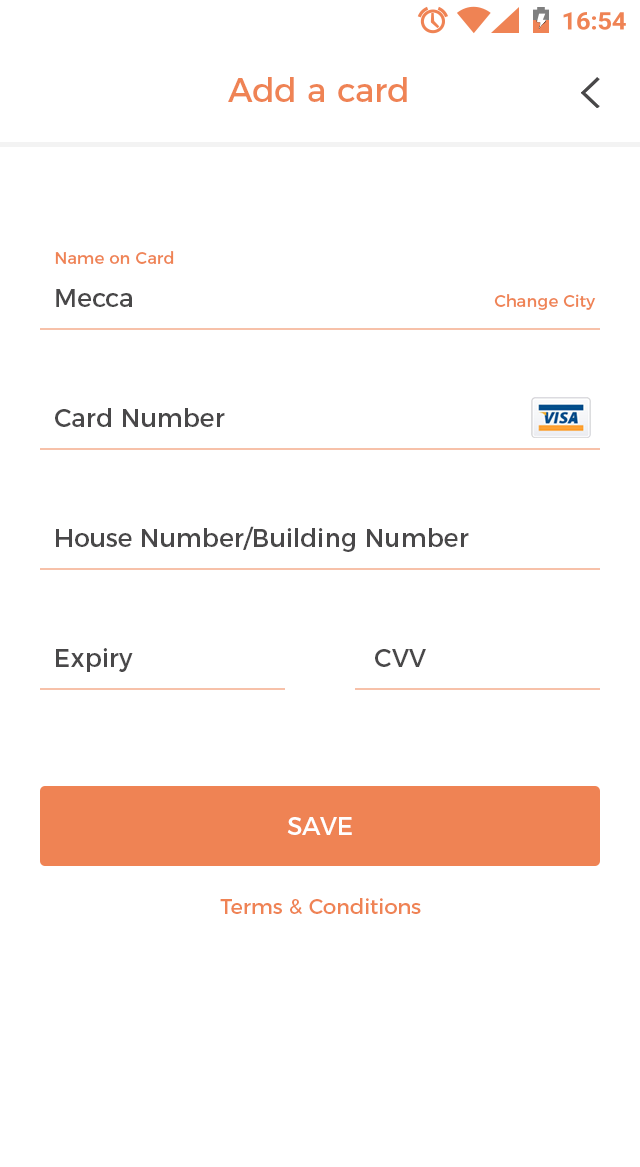 16:54
Add a card
Name on Card
Mecca
Change City
Card Number
VISA
House Number/Building Number
Expiry
CVV
SAVE
Terms & Conditions